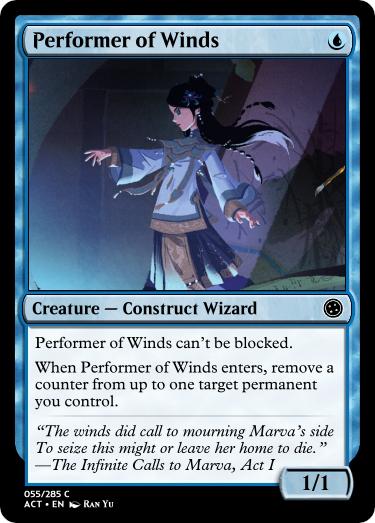 Performer of Winds
Creature — Construct Wizard
Performer of Winds can't be blocked.
When Performer of Winds enters, remove a
counter from up to one target permanent
you control.
“The winds did call to mourning Marva's side
To seize this might or leave her home to die.”
—The Infinite Calls to Marva, Act I
1/1
055/285 C
ACT • EN Ran Yu